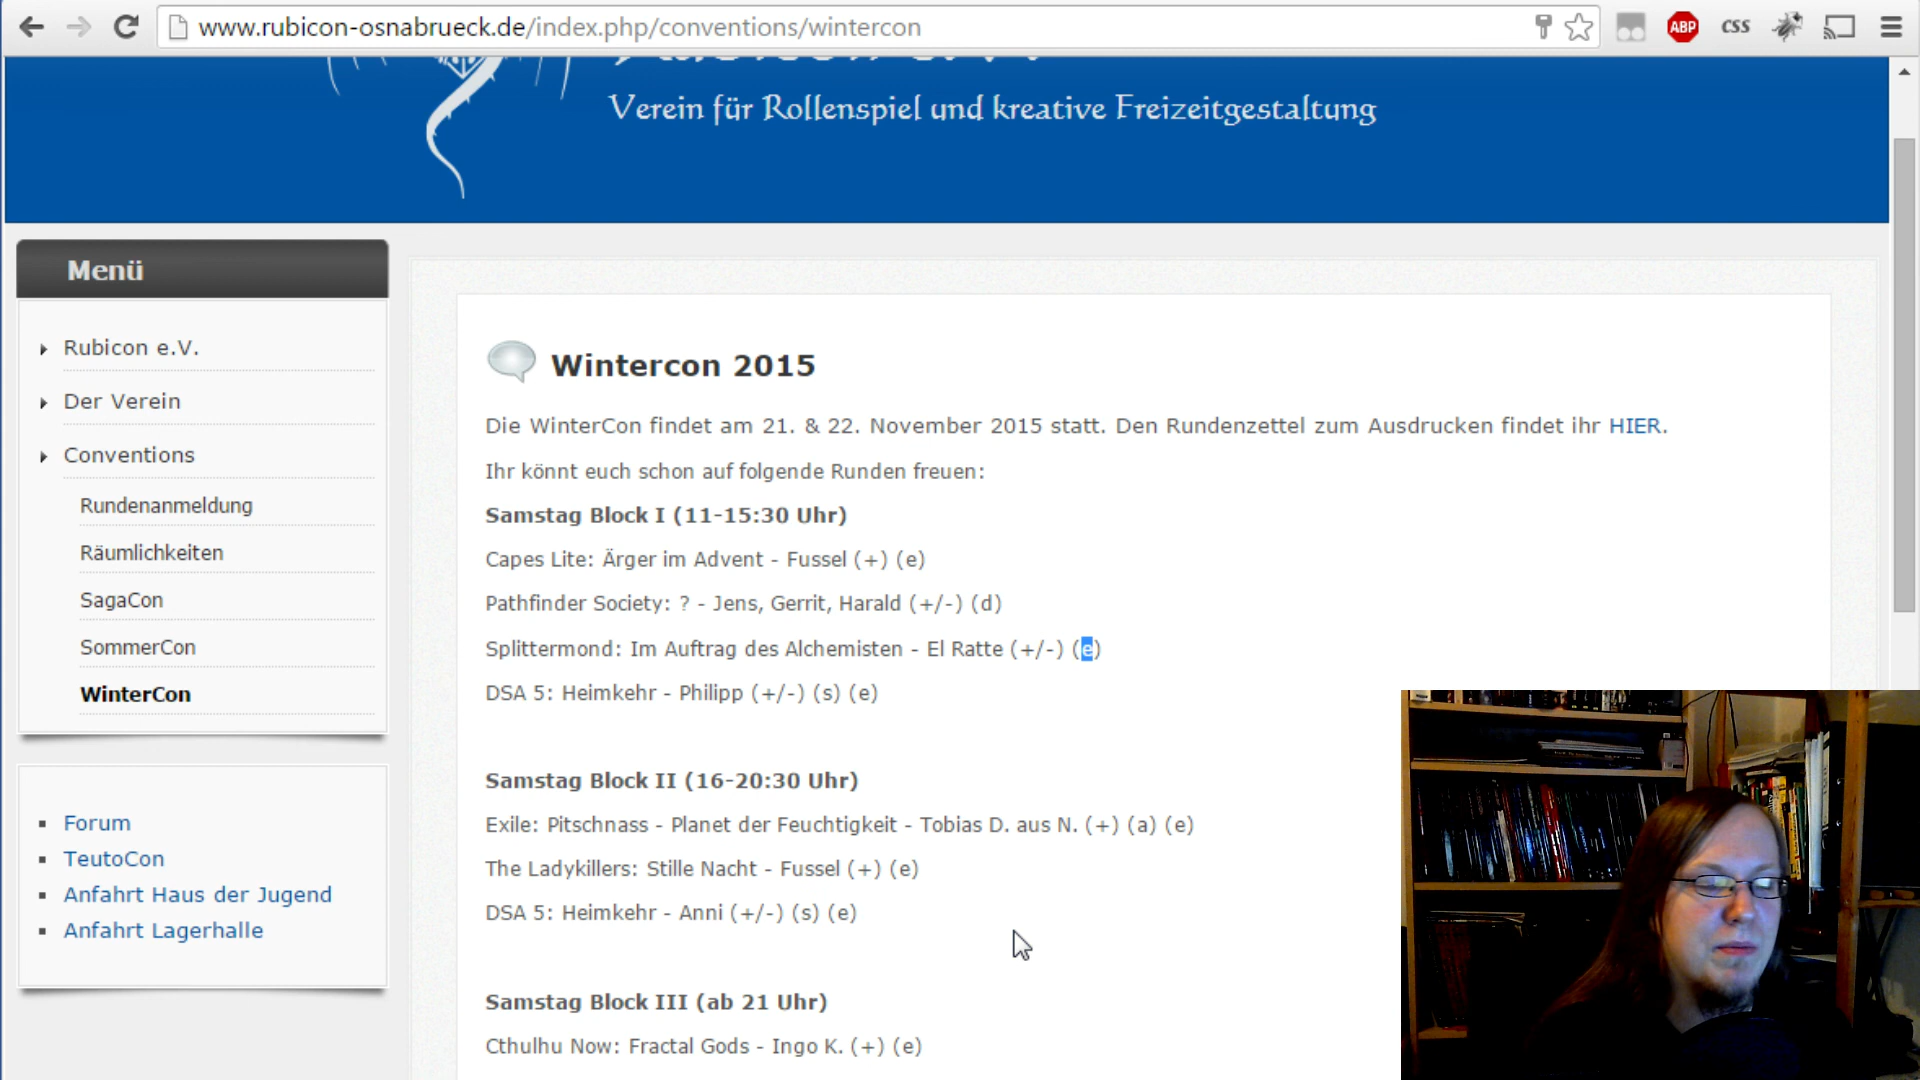 www.rubicon-osnabrueck.de/index.php/conventions/wintercon
ABP
CSS
Verein für Rollenspiel und kreative Freizeitgestaltung
Menü
Rubicon e.V.
Der Verein
Conventions
Rundenanmeldung
Räumlichkeiten
SagaCon
SommerCon
WinterCon
Forum
TeutoCon
Anfahrt Haus der Jugend
Anfahrt Lagerhalle
Wintercon 2015
Die WinterCon findet am 21. & 22. November 2015 statt. Den Rundenzettel zum Ausdrucken findet ihr HIER.
Ihr könnt euch schon auf folgende Runden freuen:
Samstag Block I (11-15:30 Uhr)
Capes Lite: Ärger im Advent - Fussel (+) (e)
Pathfinder Society: ? - Jens, Gerrit, Harald (+/-) (d)
Splittermond: Im Auftrag des Alchemisten - El Ratte (+/-) (e)
DSA 5: Heimkehr - Philipp (+/-) (s) (e)
Samstag Block II (16-20:30 Uhr)
Exile: Pitschnass - Planet der Feuchtigkeit - Tobias D. aus N. (+) (a) (e)
The Ladykillers: Stille Nacht - Fussel (+) (e)
DSA 5: Heimkehr - Anni (+/-) (s) (e)
Samstag Block III (ab 21 Uhr)
Cthulhu Now: Fractal Gods - Ingo K. (+) (e)